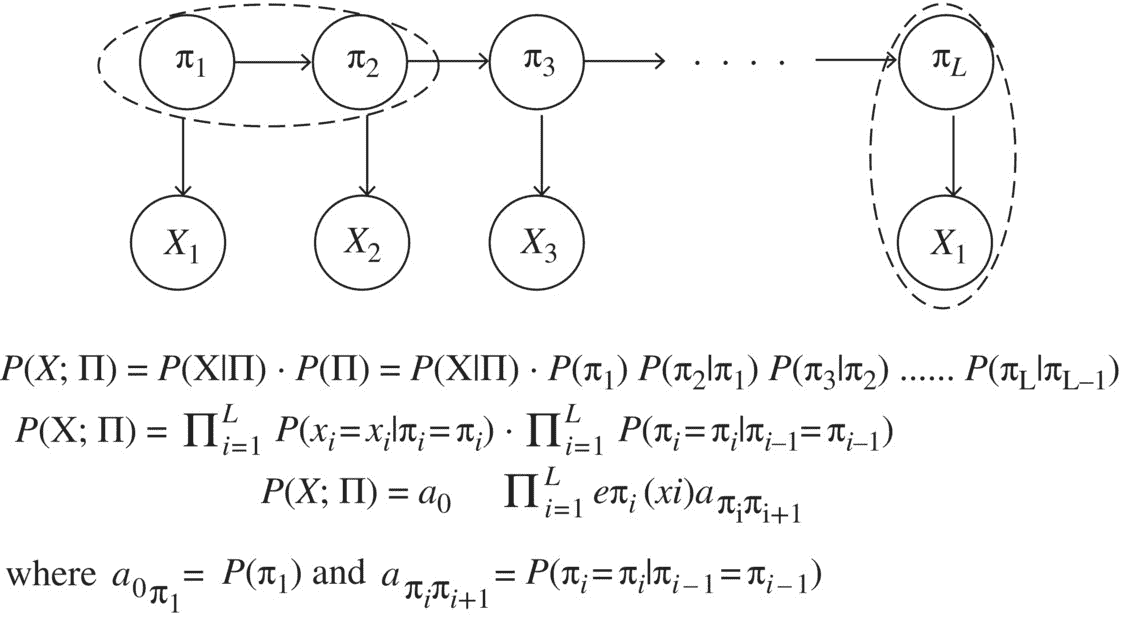 π1 π2 π3 . . . . πL
X1 X2 X3 X1
P(X; Π) = P(X|Π) · P(Π) = P(X|Π) · P(π1) P(π2|π1) P(π3|π2) ...... P(πL|πL–1)
P(X; Π) = ∏_{i=1}^{L} P(xi = xi|πi = πi) · ∏_{i=1}^{L} P(πi = πi|πi–1 = πi–1)
P(X; Π) = a0 ∏_{i=1}^{L} eπi (xi)aπiπi+1
where a0π1 = P(π1) and aπiπi+1 = P(πi = πi|πi – 1 = πi – 1)